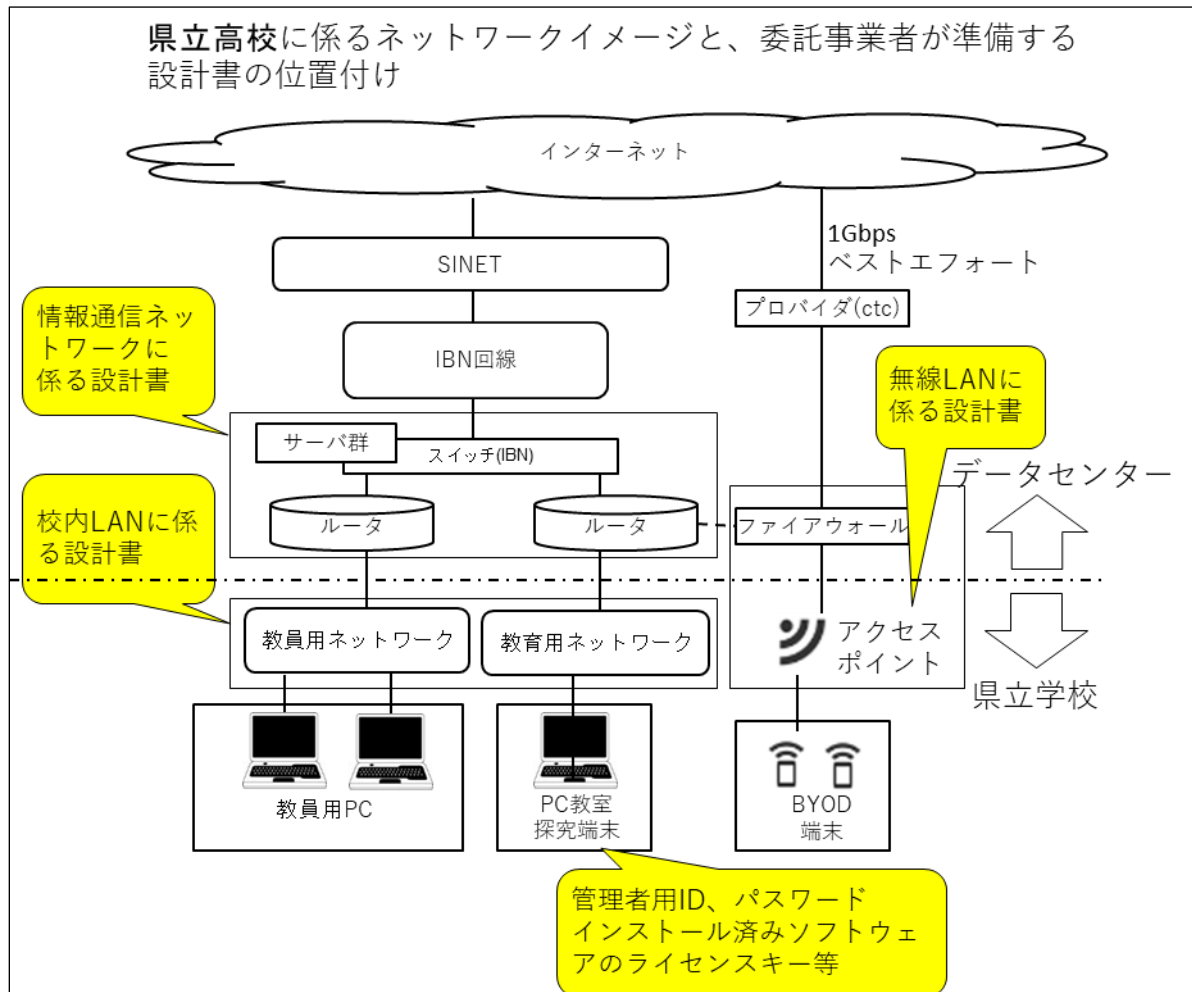 県立高校に係るネットワークイメージと、委託事業者が準備する
設計書の位置付け
インターネット
1Gbps
ベストエフォート
SINET
プロバイダ(ctc)
情報通信ネッ
トワークに
係る設計書
IBN回線
無線LANに
係る設計書
サーバ群
スイッチ(IBN)
データセンター
校内LANに係
る設計書
ルータ
ルータ
ファイアウォール
教員用ネットワーク
教育用ネットワーク
アクセス
ポイント
県立学校
教員用PC
PC教室
探究端末
BYOD
端末
管理者用ID、パスワード
インストール済みソフトウェ
アのライセンスキー等